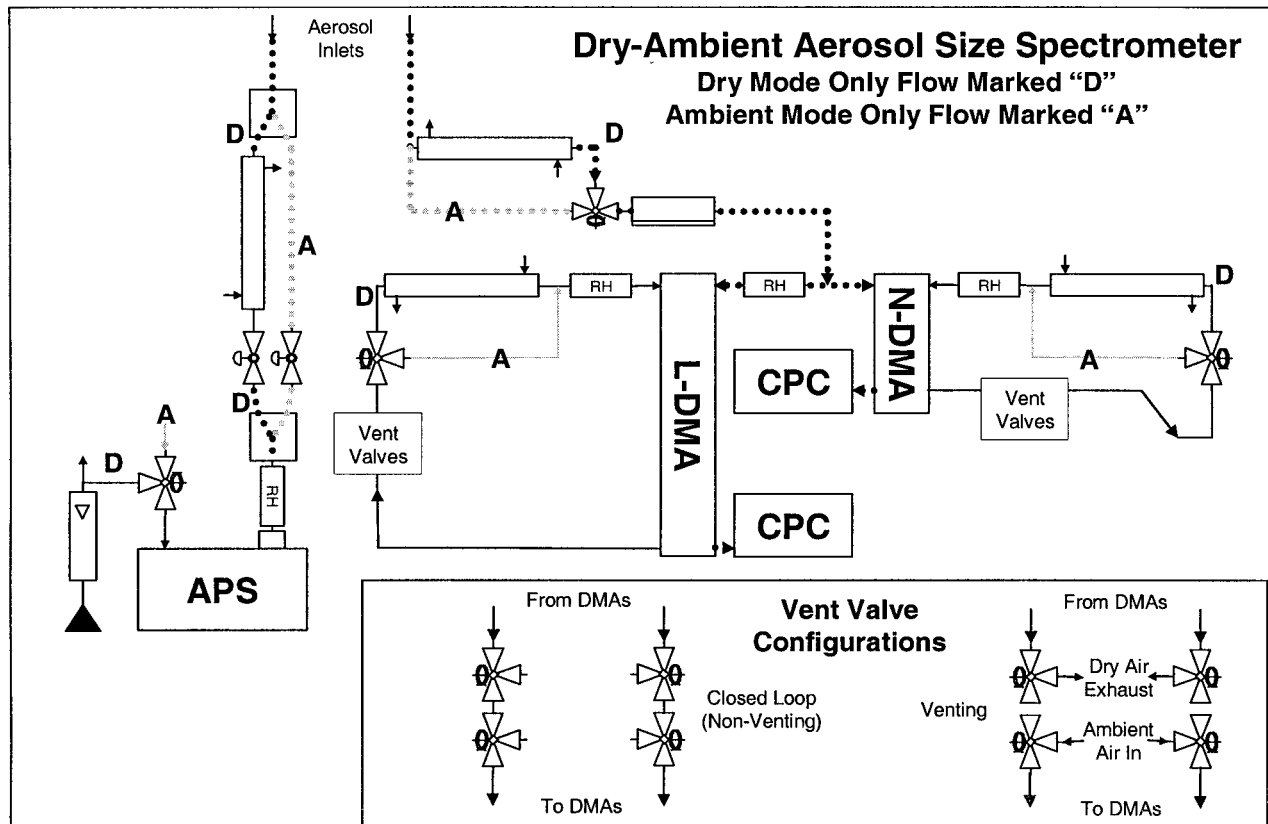 Aerosol
Inlets
Dry-Ambient Aerosol Size Spectrometer
Dry Mode Only Flow Marked “D”
Ambient Mode Only Flow Marked “A”
D
D
A
A
D
RH
RH
RH
D
A
A
D
A
D
RH
APS
Vent
Valves
L-DMA
N-DMA
CPC
CPC
Vent
Valves
Vent Valve
Configurations
From DMAs
Closed Loop
(Non-Venting)
To DMAs
From DMAs
Venting
Dry Air
Exhaust
Ambient
Air In
To DMAs